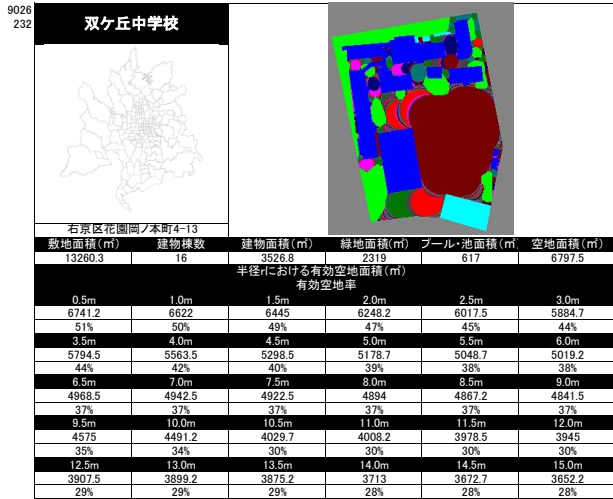 9026
232
双ケ丘中学校
右京区花園岡ノ本町4-13
敷地面積(㎡) 建物棟数 建物面積(㎡) 緑地面積(㎡) プール・池面積(㎡) 空地面積(㎡)
13260.3 16 3526.8 2319 617 6797.5
半径rにおける有効空地面積(㎡)
有効空地率
0.5m 1.0m 1.5m 2.0m 2.5m 3.0m
6741.2 6622 6445 6248.2 6017.5 5884.7
51% 50% 49% 47% 45% 44%
3.5m 4.0m 4.5m 5.0m 5.5m 6.0m
5794.5 5563.5 5298.5 5178.7 5048.7 5019.2
44% 42% 40% 39% 38% 38%
6.5m 7.0m 7.5m 8.0m 8.5m 9.0m
4968.5 4942.5 4922.5 4894 4867.2 4841.5
37% 37% 37% 37% 37% 37%
9.5m 10.0m 10.5m 11.0m 11.5m 12.0m
4575 4491.2 4029.7 4008.2 3978.5 3945
35% 34% 30% 30% 30% 30%
12.5m 13.0m 13.5m 14.0m 14.5m 15.0m
3907.5 3899.2 3875.2 3713 3672.7 3652.2
29% 29% 29% 28% 28% 28%